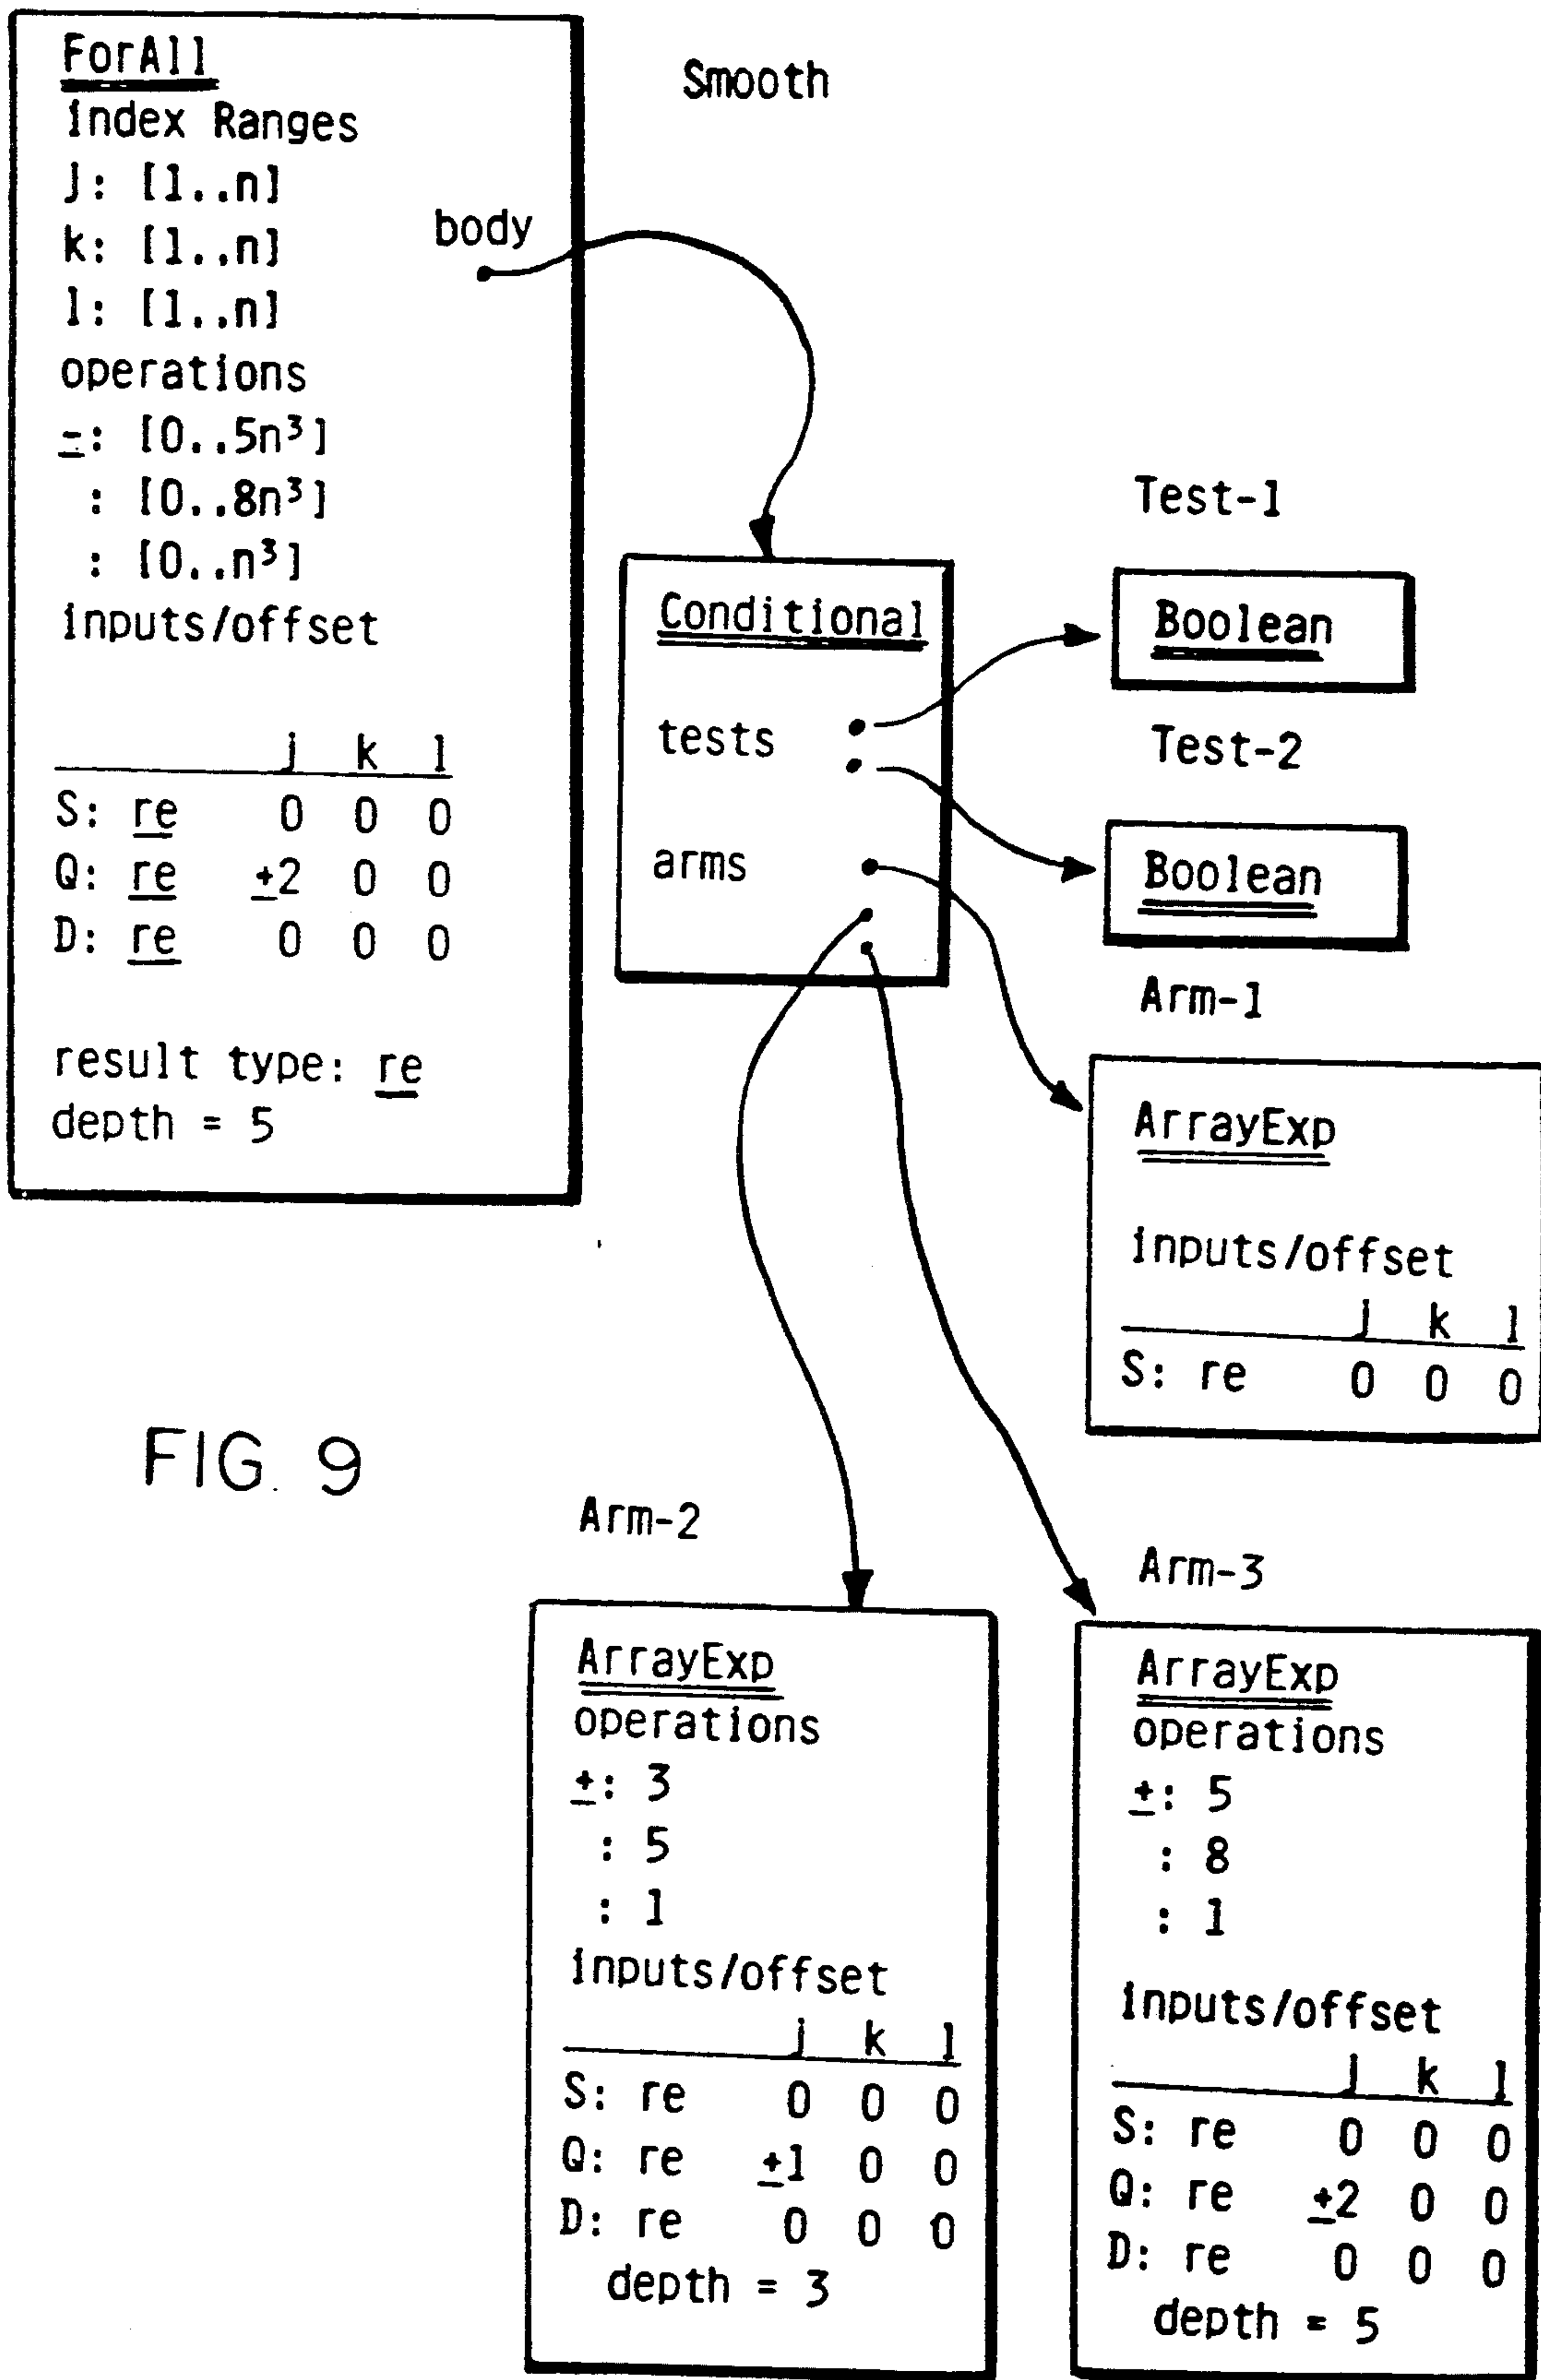 ForAll
index Ranges
j: [1..n]
k: [1..n]
l: [1..n]
body
operations
±: [0..5n³]
: [0..8n³]
: [0..n³]
inputs/offset
j k l
S: re 0 0 0
Q: re ±2 0 0
D: re 0 0 0
result type: re
depth = 5
Smooth
Conditional
tests
arms
Test-1
Boolean
Test-2
Boolean
Arm-1
ArrayExp
inputs/offset
j k l
S: re 0 0 0
FIG. 9
Arm-2
ArrayExp
operations
±: 3
: 5
: 1
inputs/offset
j k l
S: re 0 0 0
Q: re ±1 0 0
D: re 0 0 0
depth = 3
Arm-3
ArrayExp
operations
±: 5
: 8
: 1
inputs/offset
j k l
S: re 0 0 0
Q: re ±2 0 0
D: re 0 0 0
depth = 5